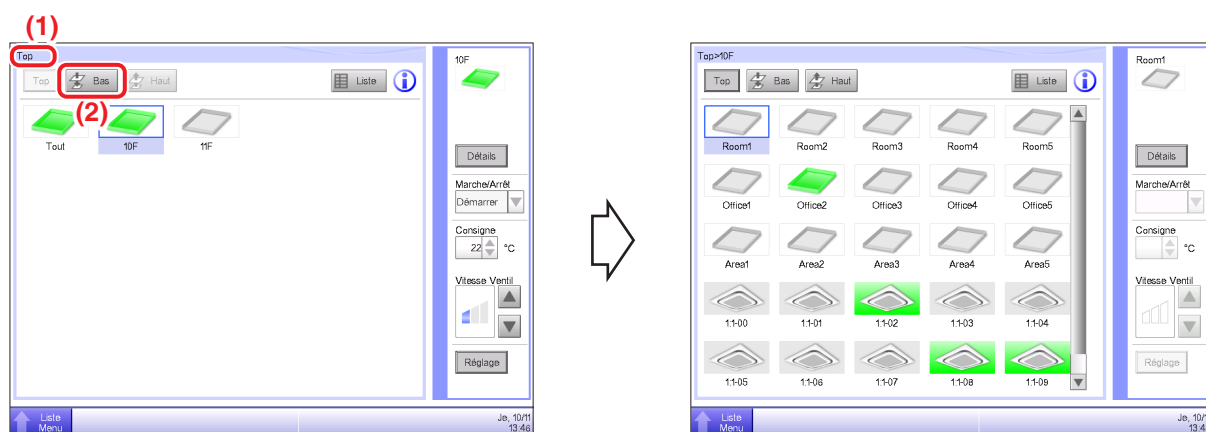 (1)
Top
Top
Bas
Haut
Liste
(2)
Tout
10F
11F
10F
Détails
Marche/Arrêt
Démarrer
Consigne
22 °C
Vitesse Ventil
Réglage
Liste
Menu
Je, 10/11
13:46
Top>10F
Top
Bas
Haut
Liste
Room1 Room2 Room3 Room4 Room5
Office1 Office2 Office3 Office4 Office5
Area1 Area2 Area3 Area4 Area5
1:1-00 1:1-01 1:1-02 1:1-03 1:1-04
1:1-05 1:1-06 1:1-07 1:1-08 1:1-09
Room1
Détails
Marche/Arrêt
Consigne
°C
Vitesse Ventil
Réglage
Liste
Menu
Je, 10/
13:4